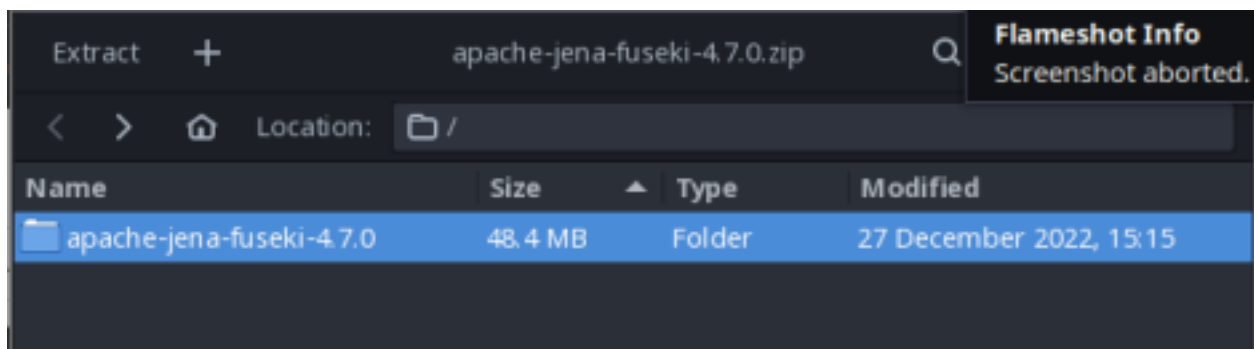 Extract + apache-jena-fuseki-4.7.0.zip
Flameshot Info
Screenshot aborted.
Location: /
Name Size Type Modified
apache-jena-fuseki-4.7.0 48.4 MB Folder 27 December 2022, 15:15